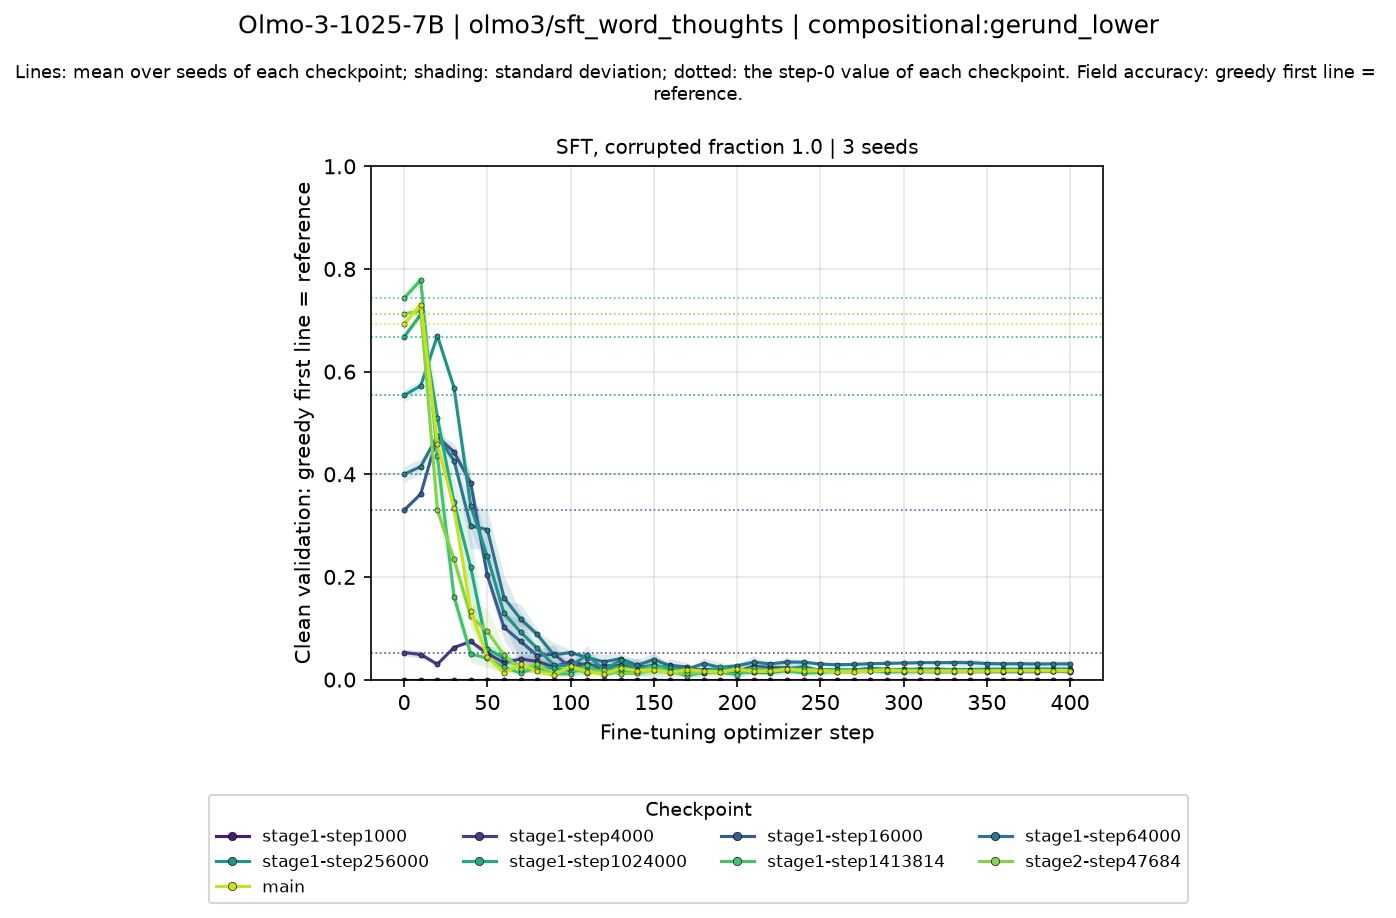 Olmo-3-1025-7B | olmo3/sft_word_thoughts | compositional:gerund_lower
Lines: mean over seeds of each checkpoint; shading: standard deviation; dotted: the step-0 value of each checkpoint. Field accuracy: greedy first line =
reference.
SFT, corrupted fraction 1.0 | 3 seeds
Clean validation: greedy first line = reference
1.0
0.8
0.6
0.4
0.2
0.0
0 50 100 150 200 250 300 350 400
Fine-tuning optimizer step
Checkpoint
stage1-step1000 stage1-step4000 stage1-step16000 stage1-step64000
stage1-step256000 stage1-step1024000 stage1-step1413814 stage2-step47684
main